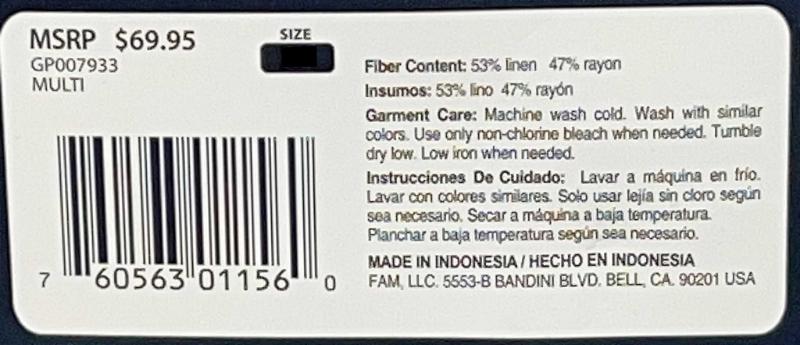 MSRP $69.95
GP007933
MULTI
SIZE
7 60563 01156 0
Fiber Content: 53% linen 47% rayon
Insumos: 53% lino 47% rayón
Garment Care: Machine wash cold. Wash with similar
colors. Use only non-chlorine bleach when needed. Tumble
dry low. Low iron when needed.
Instrucciones De Cuidado: Lavar a máquina en frío.
Lavar con colores similares. Solo usar lejía sin cloro según
sea necesario. Secar a máquina a baja temperatura.
Planchar a baja temperatura según sea necesario.
MADE IN INDONESIA / HECHO EN INDONESIA
FAM, LLC. 5553-B BANDINI BLVD. BELL, CA. 90201 USA